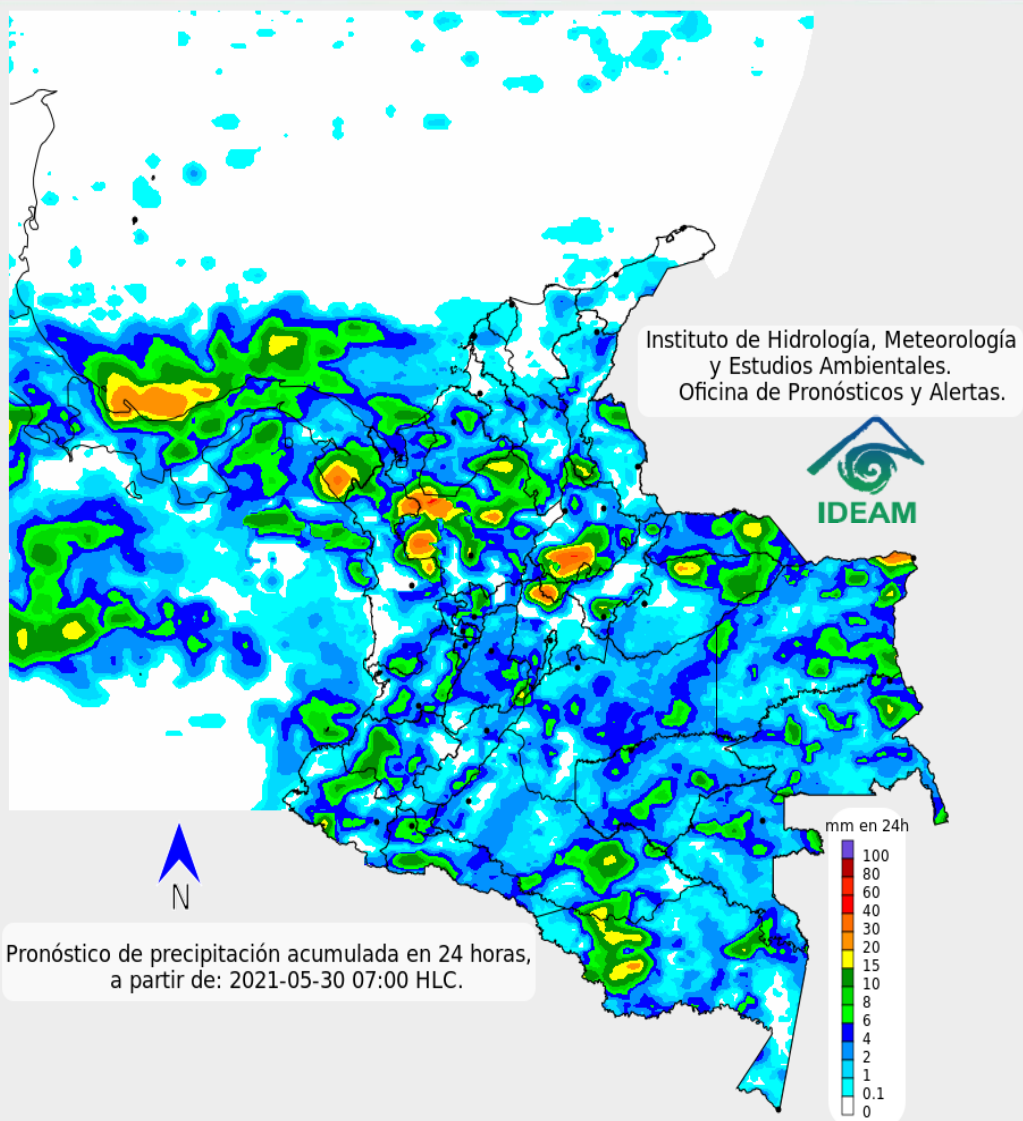 Instituto de Hidrología, Meteorología
y Estudios Ambientales.
Oficina de Pronósticos y Alertas.
IDEAM
mm en 24h
100
80
60
40
30
20
15
10
8
6
4
2
1
0.1
0
N
Pronóstico de precipitación acumulada en 24 horas,
a partir de: 2021-05-30 07:00 HLC.